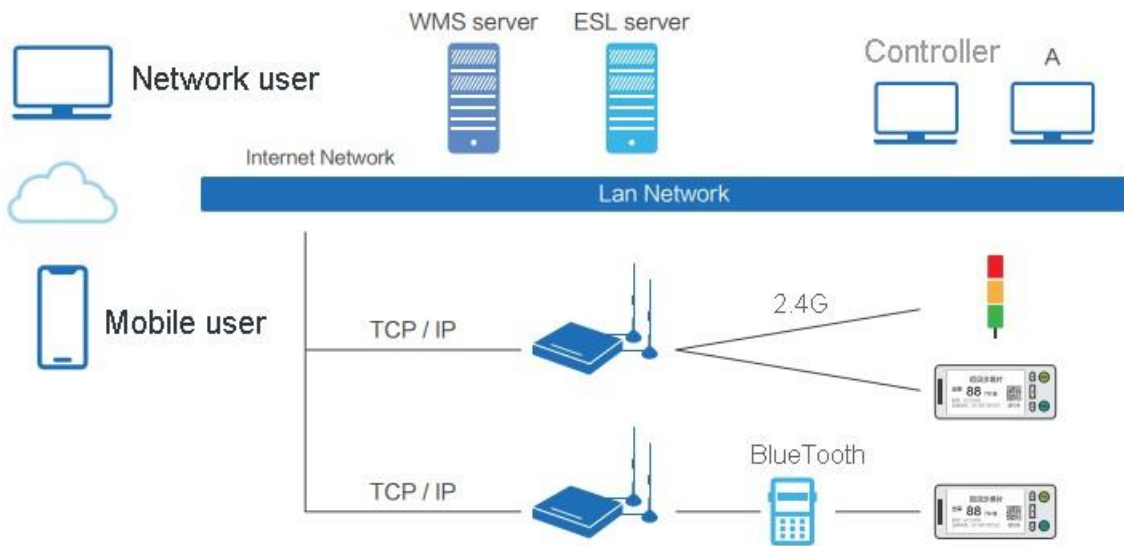 WMS server
ESL server
Controller
A
Network user
Internet Network
Lan Network
Mobile user
2.4G
TCP / IP
88
BlueTooth
TCP / IP
88